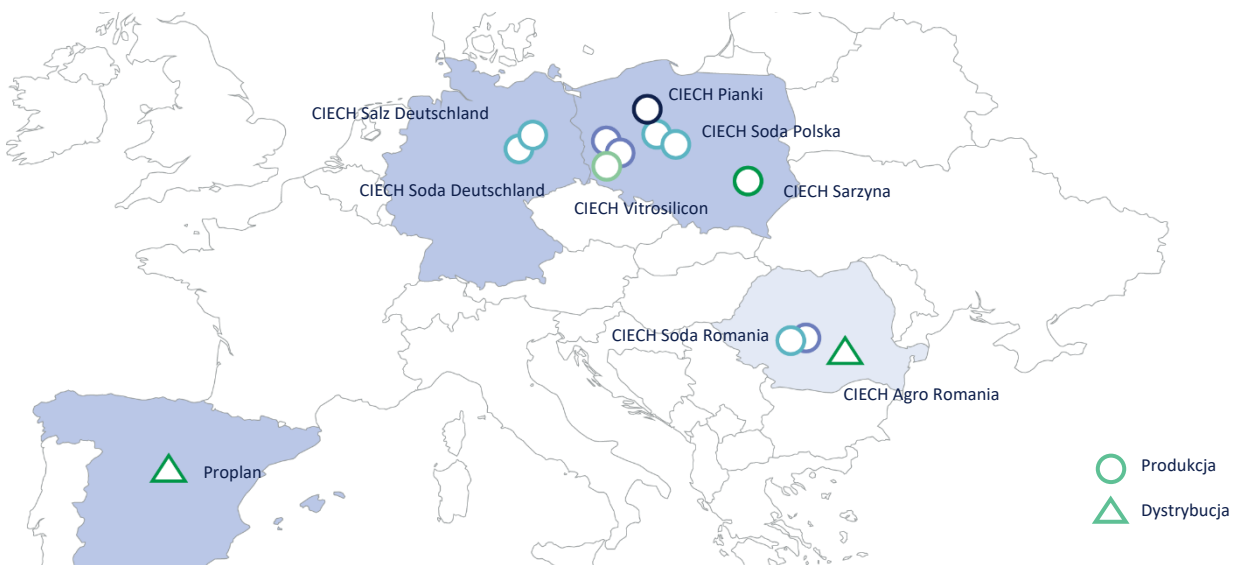 CIECH Pianki
CIECH Salz Deutschland
CIECH Soda Polska
CIECH Soda Deutschland
CIECH Sarzyna
CIECH Vitrosilicon
CIECH Soda Romania
CIECH Agro Romania
Proplan
Produkcja
Dystrybucja